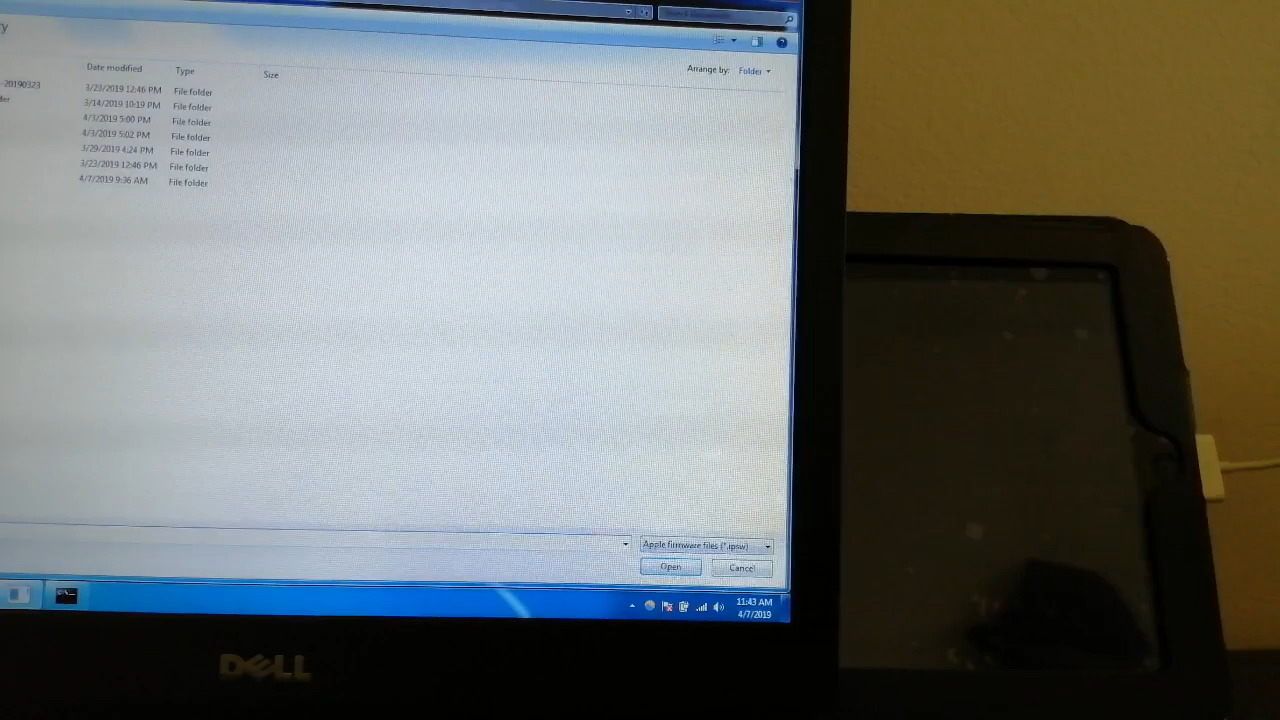 ry
Date modified Type Size Arrange by: Folder
-20190323 3/23/2019 12:46 PM File folder
der 3/14/2019 10:19 PM File folder
4/3/2019 5:00 PM File folder
4/3/2019 5:02 PM File folder
3/29/2019 4:24 PM File folder
3/23/2019 12:46 PM File folder
4/7/2019 9:36 AM File folder
Apple firmware files (*.ipsw)
Open Cancel
11:43 AM
4/7/2019
DELL